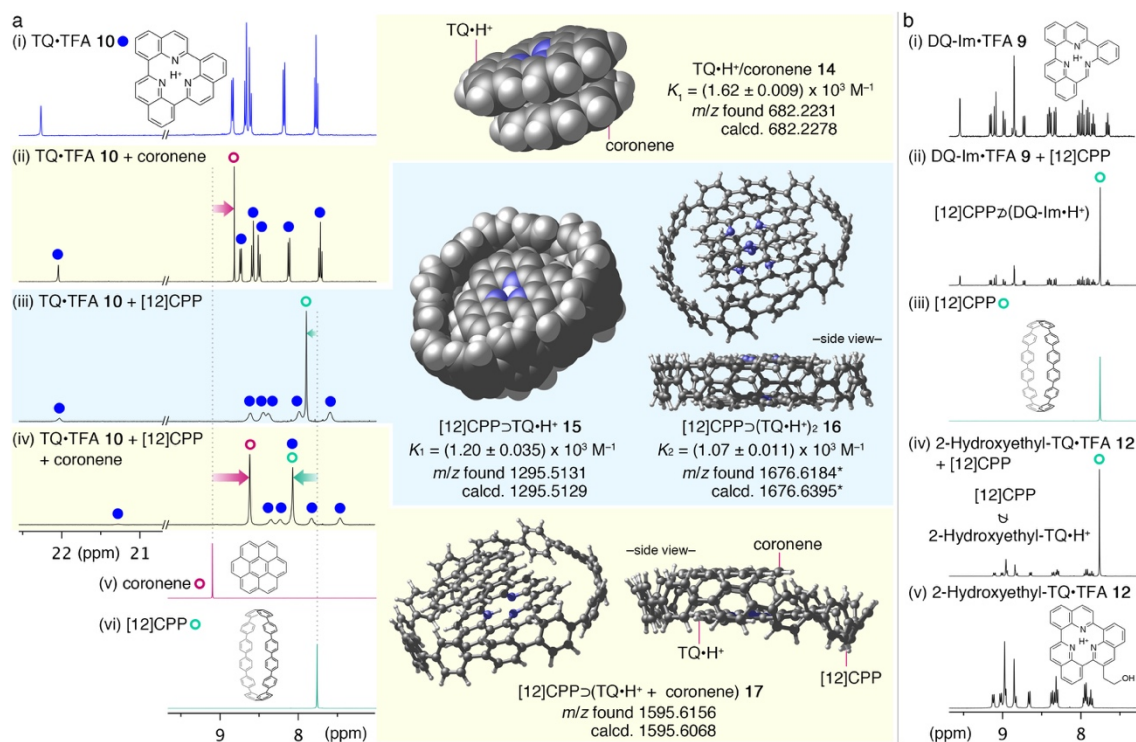 a
(i) TQ•TFA 10
H⁺
N
N
N
(ii) TQ•TFA 10 + coronene
(iii) TQ•TFA 10 + [12]CPP
(iv) TQ•TFA 10 + [12]CPP
+ coronene
22 (ppm) 21
(v) coronene
(vi) [12]CPP
9 8 (ppm)
TQ•H⁺
coronene
TQ•H⁺/coronene 14
K₁ = (1.62 ± 0.009) x 10³ M⁻¹
m/z found 682.2231
calcd. 682.2278
–side view–
[12]CPP⊃TQ•H⁺ 15
K₁ = (1.20 ± 0.035) x 10³ M⁻¹
m/z found 1295.5131
calcd. 1295.5129
[12]CPP⊃(TQ•H⁺)₂ 16
K₂ = (1.07 ± 0.011) x 10³ M⁻¹
m/z found 1676.6184*
calcd. 1676.6395*
–side view–
coronene
TQ•H⁺
[12]CPP
[12]CPP⊃(TQ•H⁺ + coronene) 17
m/z found 1595.6156
calcd. 1595.6068
b
(i) DQ-Im•TFA 9
N
H⁺
N
N
(ii) DQ-Im•TFA 9 + [12]CPP
[12]CPP⊅(DQ-Im•H⁺)
(iii) [12]CPP
(iv) 2-Hydroxyethyl-TQ•TFA 12
+ [12]CPP
[12]CPP
⊅
2-Hydroxyethyl-TQ•H⁺
(v) 2-Hydroxyethyl-TQ•TFA 12
N
H⁺
N
N
OH
(ppm) 9 8